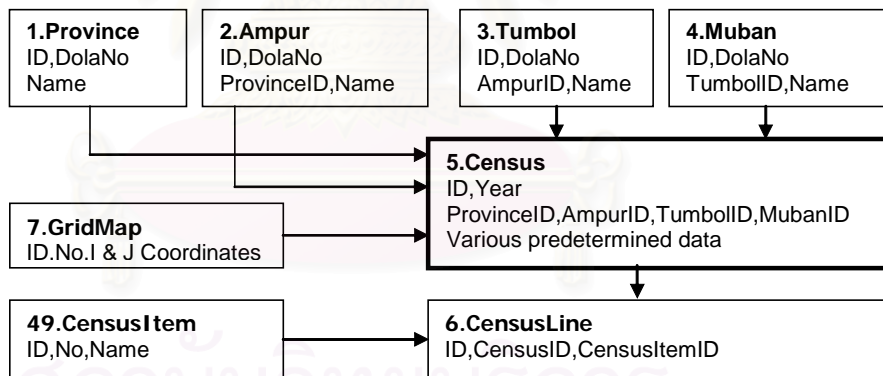 1.Province
ID,DolaNo
Name
2.Ampur
ID,DolaNo
ProvinceID,Name
3.Tumbol
ID,DolaNo
AmpurID,Name
4.Muban
ID,DolaNo
TumbolID,Name
5.Census
ID,Year
ProvinceID,AmpurID,TumbolID,MubanID
Various predetermined data
7.GridMap
ID.No.I & J Coordinates
49.CensusItem
ID,No,Name
6.CensusLine
ID,CensusID,CensusItemID